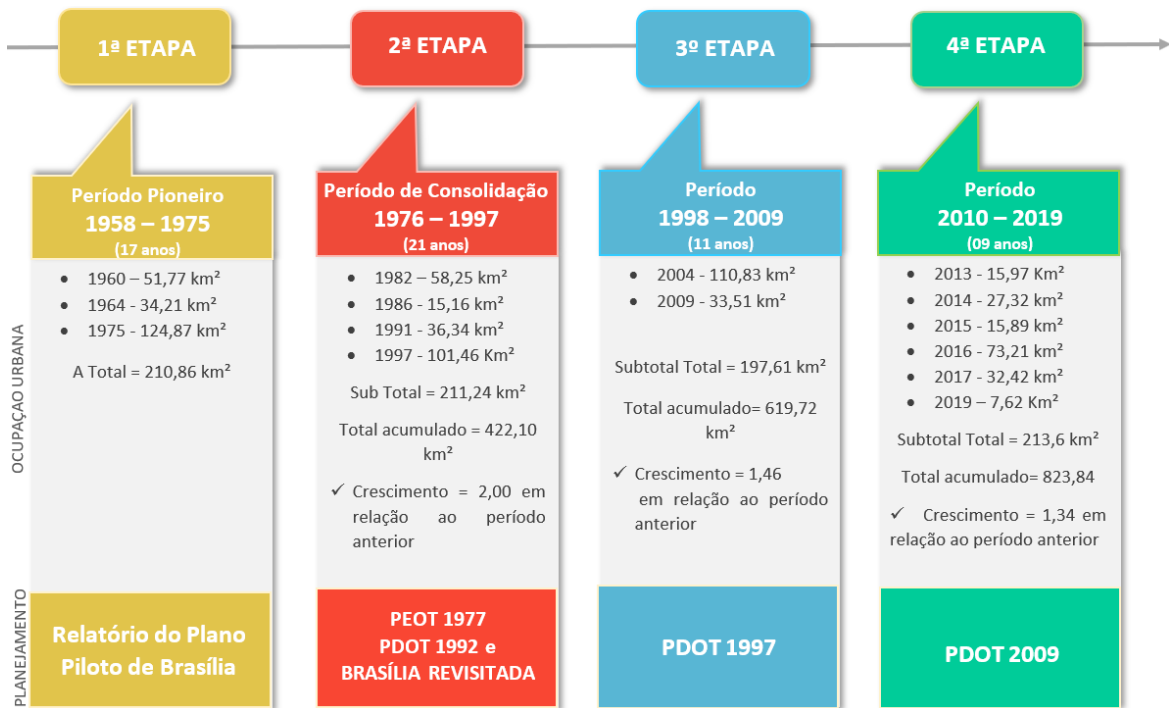 1ª ETAPA
2ª ETAPA
3º ETAPA
4ª ETAPA
OCUPAÇAO URBANA
PLANEJAMENTO
Período Pioneiro
1958 – 1975
(17 anos)
• 1960 – 51,77 km²
• 1964 - 34,21 km²
• 1975 - 124,87 km²
A Total = 210,86 km²
Relatório do Plano
Piloto de Brasília
Período de Consolidação
1976 – 1997
(21 anos)
• 1982 – 58,25 km²
• 1986 - 15,16 km²
• 1991 - 36,34 km²
• 1997 - 101,46 Km²
Sub Total = 211,24 km²
Total acumulado = 422,10
km²
✓ Crescimento = 2,00 em
relação ao período
anterior
PEOT 1977
PDOT 1992 e
BRASÍLIA REVISITADA
Período
1998 – 2009
(11 anos)
• 2004 - 110,83 km²
• 2009 - 33,51 km²
Subtotal Total = 197,61 km²
Total acumulado= 619,72
km²
✓ Crescimento = 1,46
em relação ao período
anterior
PDOT 1997
Período
2010 – 2019
(09 anos)
• 2013 - 15,97 Km²
• 2014 - 27,32 km²
• 2015 - 15,89 km²
• 2016 - 73,21 km²
• 2017 - 32,42 km²
• 2019 – 7,62 Km²
Subtotal Total = 213,6 km²
Total acumulado= 823,84
✓ Crescimento = 1,34 em
relação ao período anterior
PDOT 2009